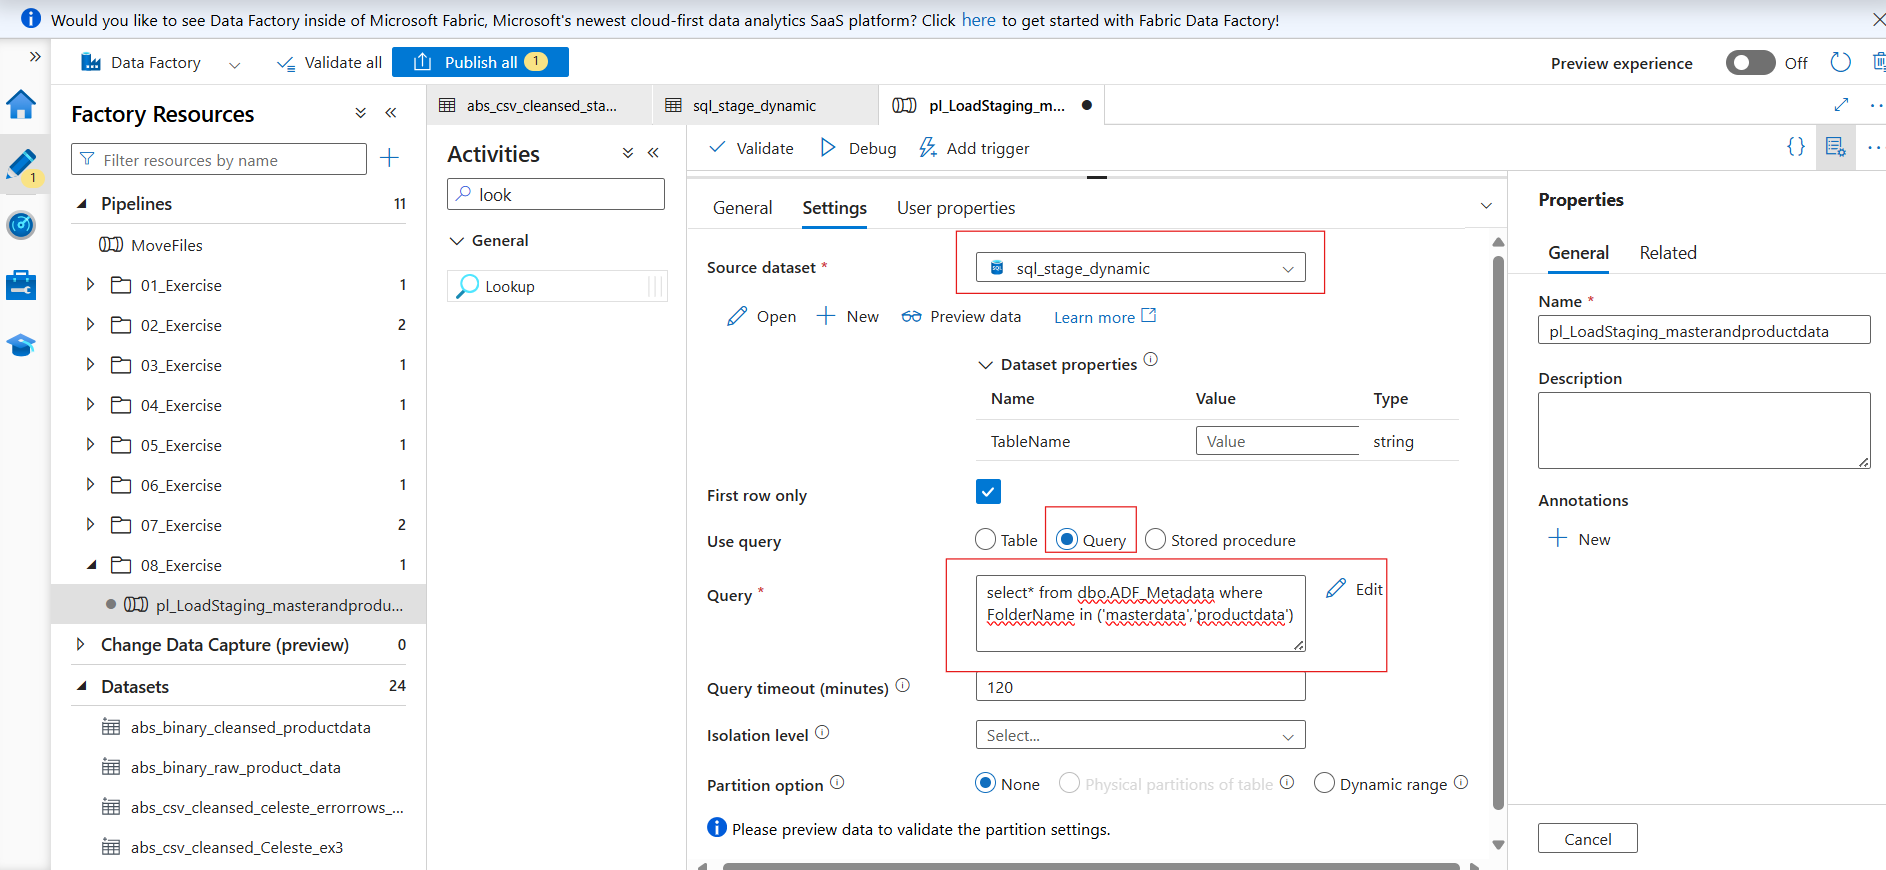 Would you like to see Data Factory inside of Microsoft Fabric, Microsoft's newest cloud-first data analytics SaaS platform? Click here to get started with Fabric Data Factory!
Data Factory
Validate all
Publish all 1
Preview experience
Off
1
Factory Resources
Filter resources by name
Pipelines 11
MoveFiles
01_Exercise 1
02_Exercise 2
03_Exercise 1
04_Exercise 1
05_Exercise 1
06_Exercise 1
07_Exercise 2
08_Exercise 1
pl_LoadStaging_masterandprodu...
Change Data Capture (preview) 0
Datasets 24
abs_binary_cleansed_productdata
abs_binary_raw_product_data
abs_csv_cleansed_celeste_errorrows_...
abs_csv_cleansed_Celeste_ex3
abs_csv_cleansed_sta...
sql_stage_dynamic
pl_LoadStaging_m...
Activities
look
General
Lookup
Validate
Debug
Add trigger
{}
General
Settings
User properties
Source dataset *
sql_stage_dynamic
Open
New
Preview data
Learn more
Dataset properties
Name Value Type
TableName Value string
First row only
Use query
Table
Query
Stored procedure
Query *
select* from dbo.ADF_Metadata where
FolderName in ('masterdata','productdata')
Edit
Query timeout (minutes)
120
Isolation level
Select...
Partition option
None
Physical partitions of table
Dynamic range
Please preview data to validate the partition settings.
Properties
General
Related
Name *
pl_LoadStaging_masterandproductdata
Description
Annotations
New
Cancel